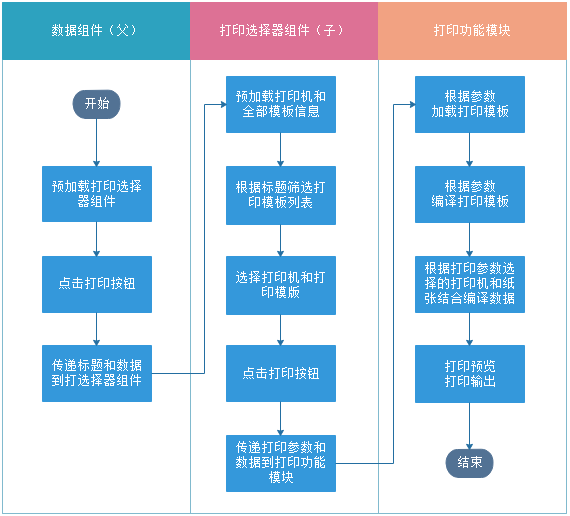 数据组件（父）
打印选择器组件（子）
打印功能模块
开始
预加载打印选择
器组件
点击打印按钮
传递标题和数据
到打选择器组件
预加载打印机和
全部模板信息
根据标题筛选打
印模板列表
选择打印机和打
印模版
点击打印按钮
传递打印参数和
数据到打印功能
模块
根据参数
加载打印模板
根据参数
编译打印模板
根据打印参数选
择的打印机和纸
张结合编译数据
打印预览
打印输出
结束